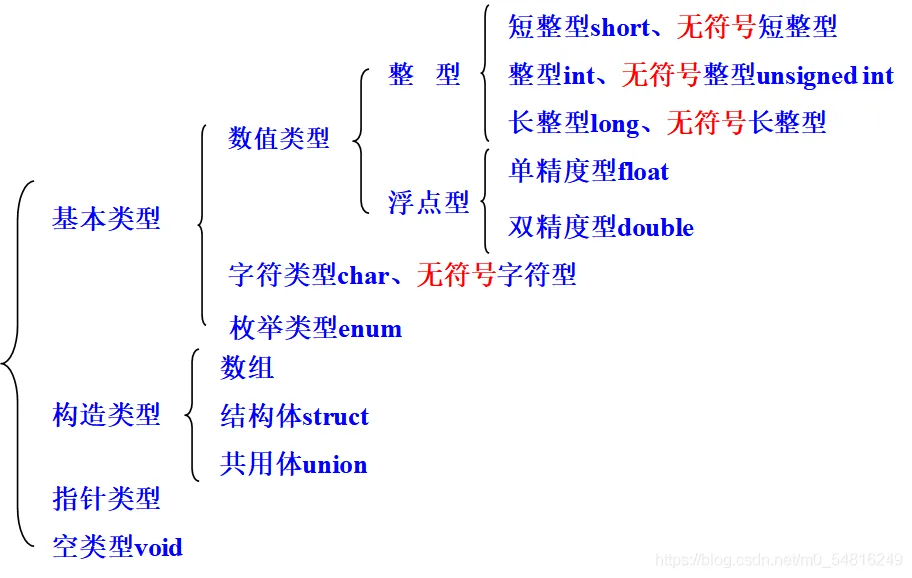 短整型short、无符号短整型
整 型
整型int、无符号整型unsigned int
长整型long、无符号长整型
数值类型
单精度型float
浮点型
双精度型double
基本类型
字符类型char、无符号字符型
枚举类型enum
数组
构造类型
结构体struct
共用体union
指针类型
空类型void
https://blog.csdn.net/m0_54816249